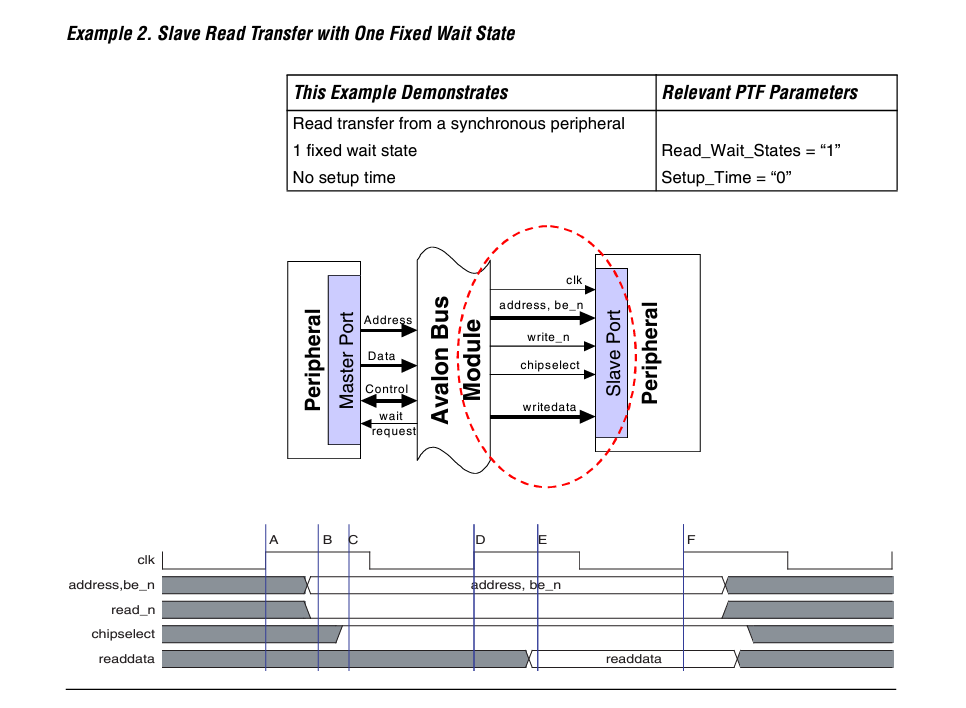 Example 2. Slave Read Transfer with One Fixed Wait State
This Example Demonstrates Relevant PTF Parameters
Read transfer from a synchronous peripheral
1 fixed wait state Read_Wait_States = “1”
No setup time Setup_Time = “0”
Peripheral
Master Port
Address
Data
Control
wait
request
Avalon Bus
Module
clk
address, be_n
write_n
chipselect
writedata
Slave Port
Peripheral
A B C D E F
clk
address,be_n address, be_n
read_n
chipselect
readdata readdata